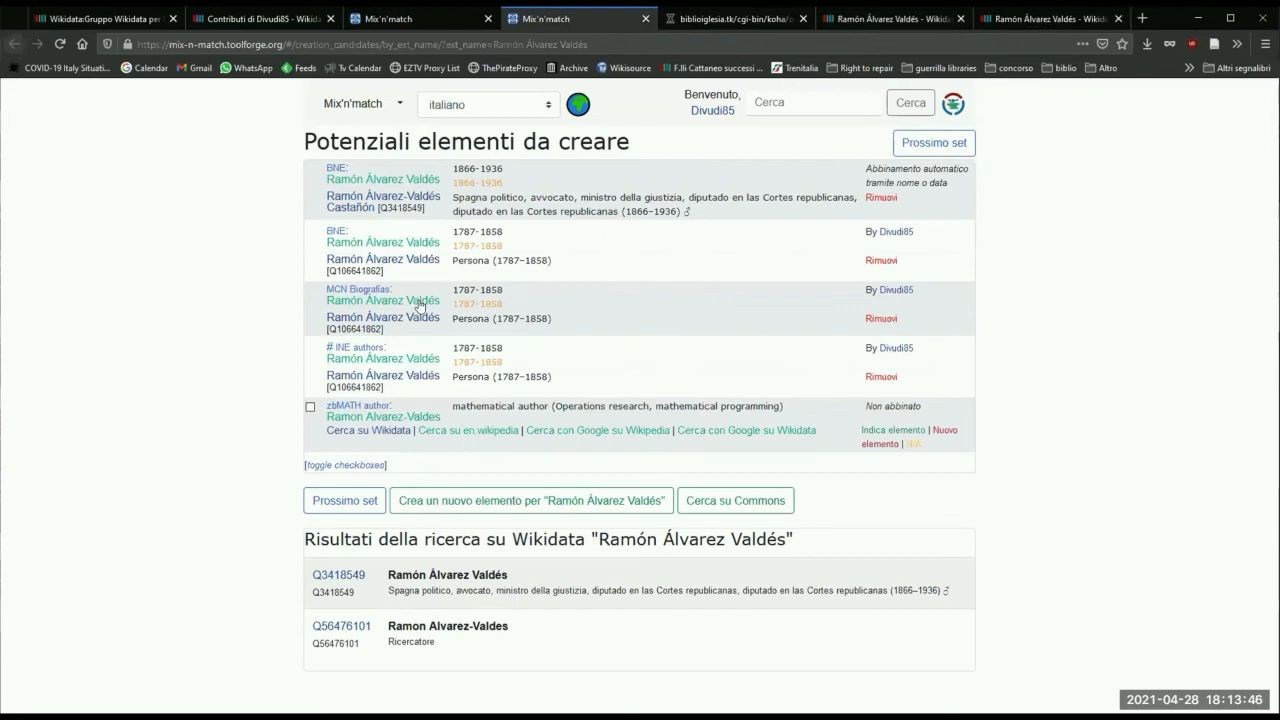 Wikidata:Gruppo Wikidata per
Contributi di Divudi85 - Wikidata
Mix'n'match
Mix'n'match
biblioiglesia.tk/cgi-bin/koha/o
Ramón Álvarez Valdés - Wikida
Ramón Álvarez Valdés - Wikida
https://mix-n-match.toolforge.org/#/creation_candidates/by_ext_name/?ext_name=Ramón Álvarez Valdés
COVID-19 Italy Situati...
Calendar
Gmail
WhatsApp
Feeds
Tv Calendar
EZTV Proxy List
ThePirateProxy
Archive
Wikisource
F.lli Cattaneo successi ...
Trenitalia
Right to repair
guerrilla libraries
concorso
biblio
Altro
Altri segnalibri
Mix'n'match
italiano
Benvenuto,
Divudi85
Cerca
Cerca
Potenziali elementi da creare
Prossimo set
BNE:
Ramón Álvarez Valdés
Ramón Álvarez-Valdés
Castañón [Q3418549]
1866-1936
1866-1936
Spagna politico, avvocato, ministro della giustizia, diputado en las Cortes republicanas,
diputado en las Cortes republicanas (1866–1936) ♂
Abbinamento automatico
tramite nome o data
Rimuovi
BNE:
Ramón Álvarez Valdés
Ramón Álvarez Valdés
[Q106641862]
1787-1858
1787-1858
Persona (1787–1858)
By Divudi85
Rimuovi
MCN Biografías:
Ramón Álvarez Valdés
Ramón Álvarez Valdés
[Q106641862]
1787-1858
1787-1858
Persona (1787–1858)
By Divudi85
Rimuovi
# INE authors:
Ramón Álvarez Valdés
Ramón Álvarez Valdés
[Q106641862]
1787-1858
1787-1858
Persona (1787–1858)
By Divudi85
Rimuovi
zbMATH author:
Ramon Alvarez-Valdes
mathematical author (Operations research, mathematical programming)
Cerca su Wikidata | Cerca su en.wikipedia | Cerca con Google su Wikipedia | Cerca con Google su Wikidata
Non abbinato
Indica elemento | Nuovo
elemento | N/A
[toggle checkboxes]
Prossimo set
Crea un nuovo elemento per "Ramón Álvarez Valdés"
Cerca su Commons
Risultati della ricerca su Wikidata "Ramón Álvarez Valdés"
Q3418549
Q3418549
Ramón Álvarez Valdés
Spagna politico, avvocato, ministro della giustizia, diputado en las Cortes republicanas, diputado en las Cortes republicanas (1866–1936) ♂
Q56476101
Q56476101
Ramon Alvarez-Valdes
Ricercatore
2021-04-28 18:13:46